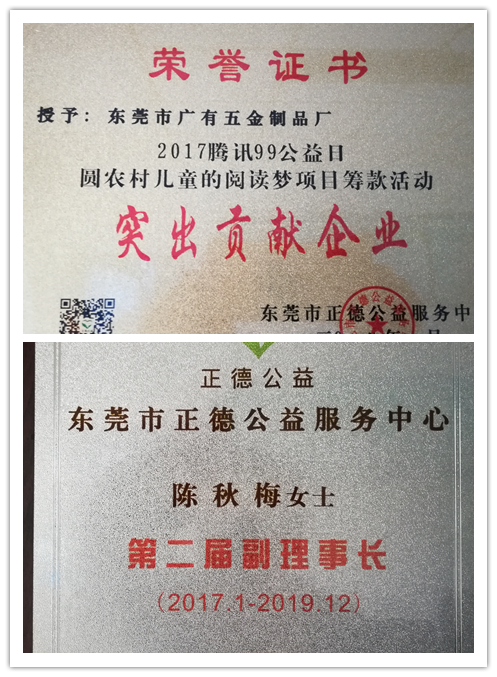 荣誉证书
授予：东莞市广有五金制品厂
2017腾讯99公益日
圆农村儿童的阅读梦项目筹款活动
突出贡献企业
东莞市正德公益服务中
正德公益
东莞市正德公益服务中心
陈秋梅女士
第二届副理事长
（2017.1-2019.12）